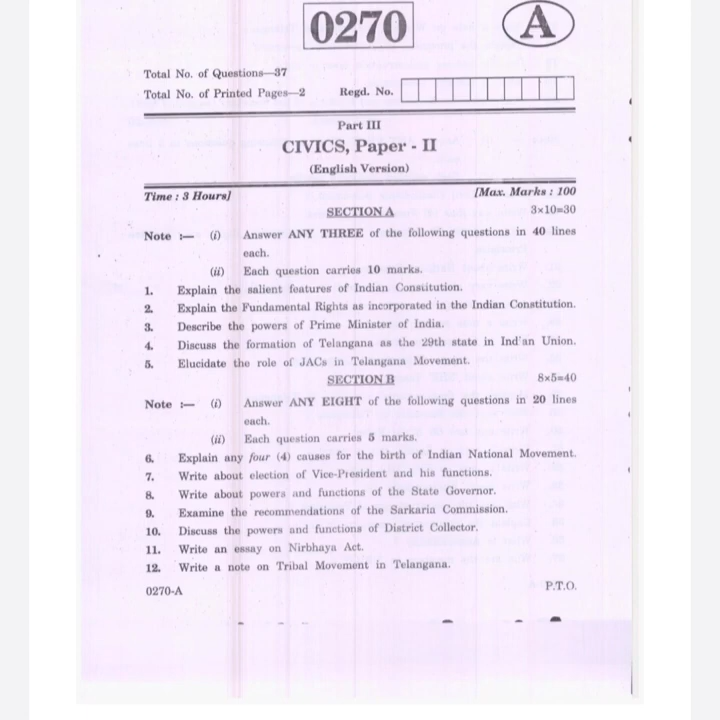 0270
A
Total No. of Questions—37
Total No. of Printed Pages—2 Regd. No.
Part III
CIVICS, Paper - II
(English Version)
Time : 3 Hours] [Max. Marks : 100
SECTION A 3×10=30
Note :— (i) Answer ANY THREE of the following questions in 40 lines
each.
(ii) Each question carries 10 marks.
1. Explain the salient features of Indian Constitution.
2. Explain the Fundamental Rights as incorporated in the Indian Constitution.
3. Describe the powers of Prime Minister of India.
4. Discuss the formation of Telangana as the 29th state in Ind'an Union.
5. Elucidate the role of JACs in Telangana Movement.
SECTION B 8×5=40
Note :— (i) Answer ANY EIGHT of the following questions in 20 lines
each.
(ii) Each question carries 5 marks.
6. Explain any four (4) causes for the birth of Indian National Movement.
7. Write about election of Vice-President and his functions.
8. Write about powers and functions of the State Governor.
9. Examine the recommendations of the Sarkaria Commission.
10. Discuss the powers and functions of District Collector.
11. Write an essay on Nirbhaya Act.
12. Write a note on Tribal Movement in Telangana.
0270-A P.T.O.